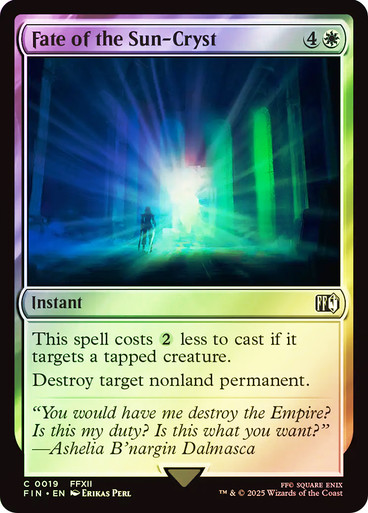 Fate of the Sun-Cryst 4
Instant FFXII
This spell costs 2 less to cast if it
targets a tapped creature.
Destroy target nonland permanent.
“You would have me destroy the Empire?
Is this my duty? Is this what you want?”
—Ashelia B’nargin Dalmasca
C 0019 FFXII
FIN • EN Erikas Perl
FF© SQUARE ENIX
™ & © 2025 Wizards of the Coast